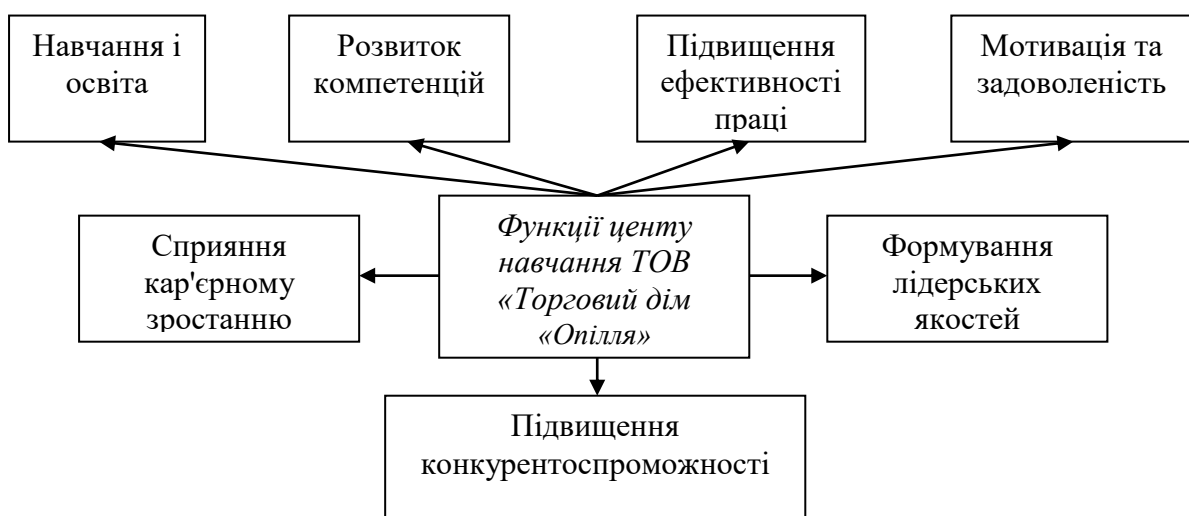 Навчання і
освіта
Розвиток
компетенцій
Підвищення
ефективності
праці
Мотивація та
задоволеність
Сприяння
кар'єрному
зростанню
Функції центу
навчання ТОВ
«Торговий дім
«Опілля»
Формування
лідерських
якостей
Підвищення
конкурентоспроможності